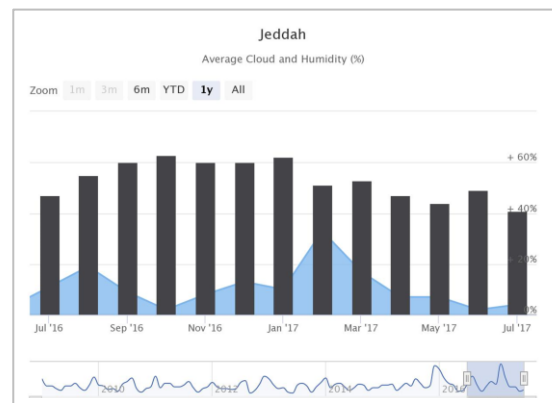 Jeddah
Average Cloud and Humidity (%)
Zoom 1m 3m 6m YTD 1y All
+ 60%
+ 40%
Jul '16 Sep '16 Nov '16 Jan '17 Mar '17 May '17 Jul '17
2010 2012 2014